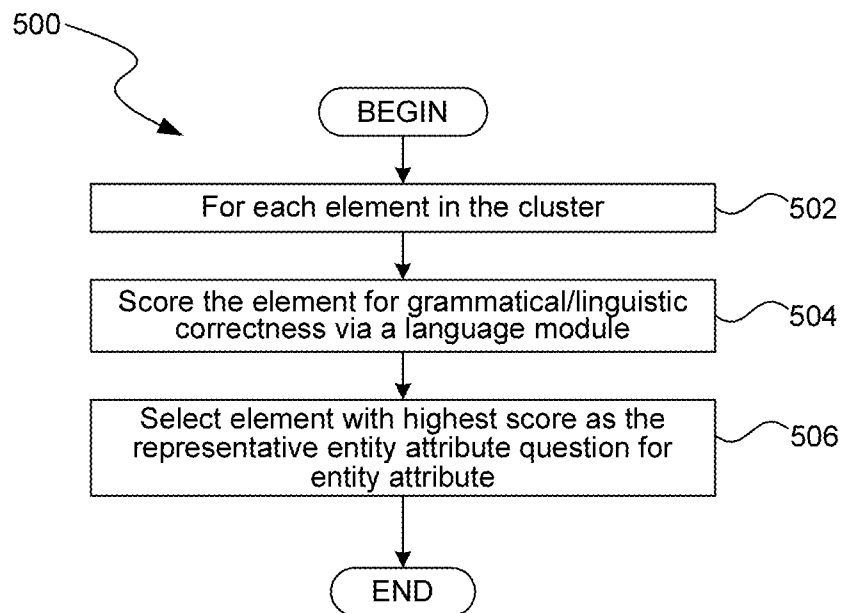 500
BEGIN
For each element in the cluster
502
Score the element for grammatical/linguistic
correctness via a language module
504
Select element with highest score as the
representative entity attribute question for
entity attribute
506
END